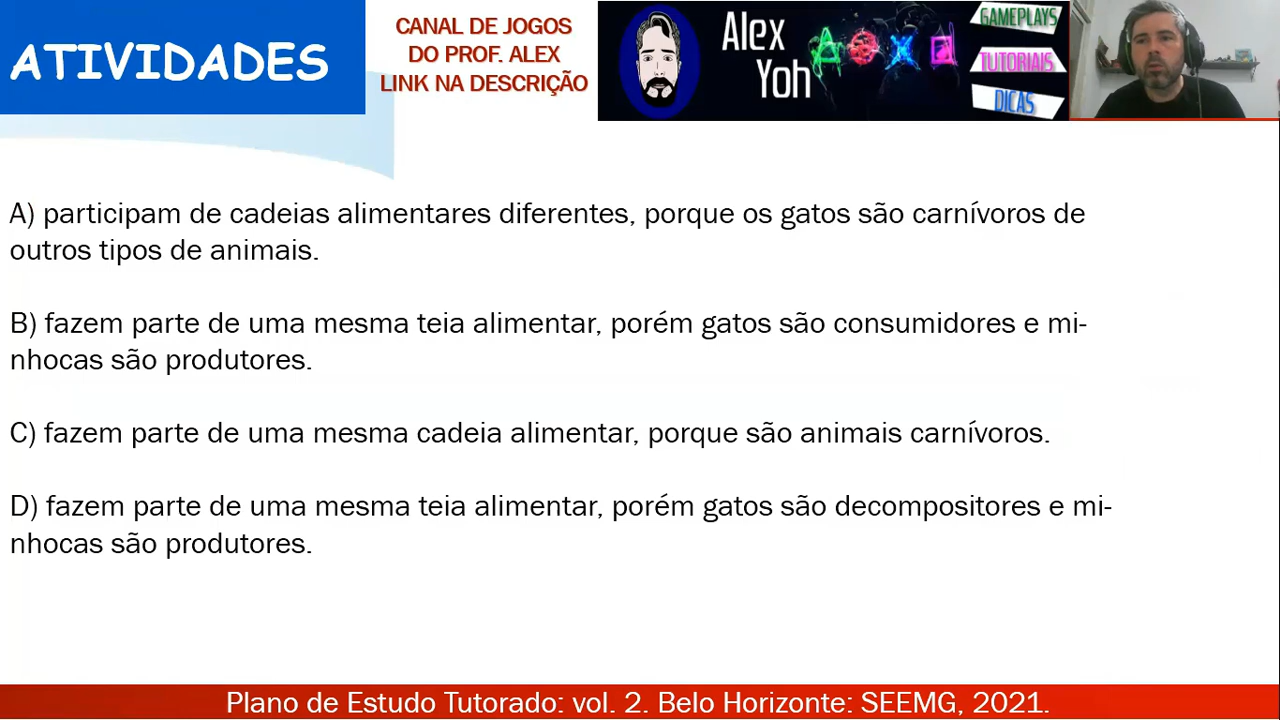 ATIVIDADES
CANAL DE JOGOS
DO PROF. ALEX
LINK NA DESCRIÇÃO
Alex
Yoh
GAMEPLAYS
TUTORIAIS
DICAS
A) participam de cadeias alimentares diferentes, porque os gatos são carnívoros de
outros tipos de animais.
B) fazem parte de uma mesma teia alimentar, porém gatos são consumidores e mi-
nhocas são produtores.
C) fazem parte de uma mesma cadeia alimentar, porque são animais carnívoros.
D) fazem parte de uma mesma teia alimentar, porém gatos são decompositores e mi-
nhocas são produtores.
Plano de Estudo Tutorado: vol. 2. Belo Horizonte: SEEMG, 2021.